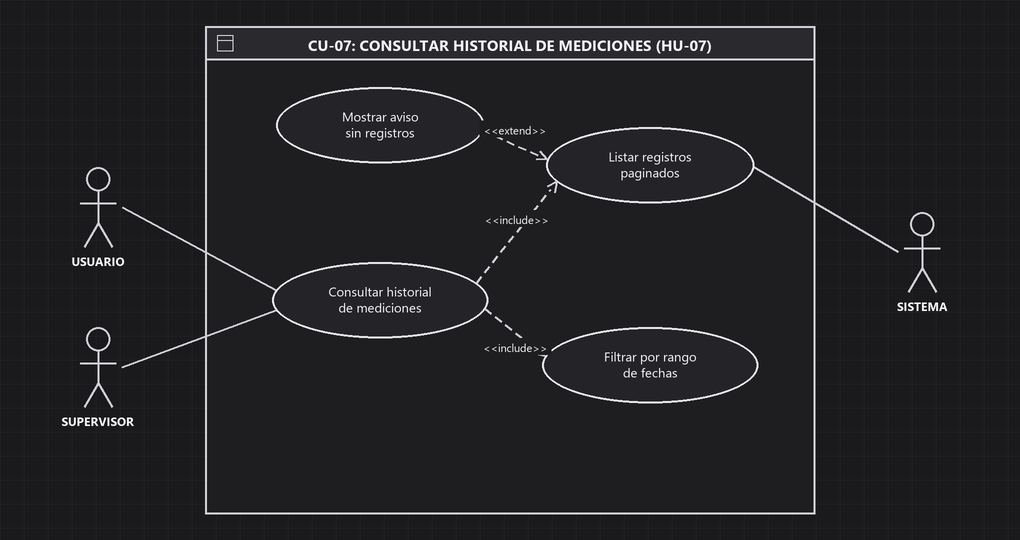 CU-07: CONSULTAR HISTORIAL DE MEDICIONES (HU-07)
Mostrar aviso
sin registros
<<extend>>
Listar registros
paginados
<<include>>
USUARIO
Consultar historial
de mediciones
SISTEMA
<<include>>
Filtrar por rango
de fechas
SUPERVISOR